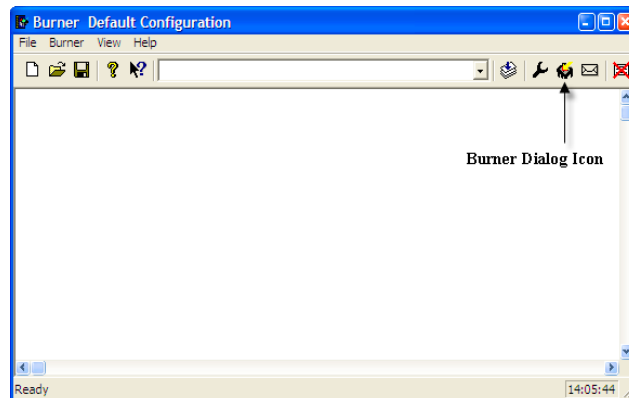 Burner Default Configuration
File Burner View Help
Burner Dialog Icon
Ready 14:05:44